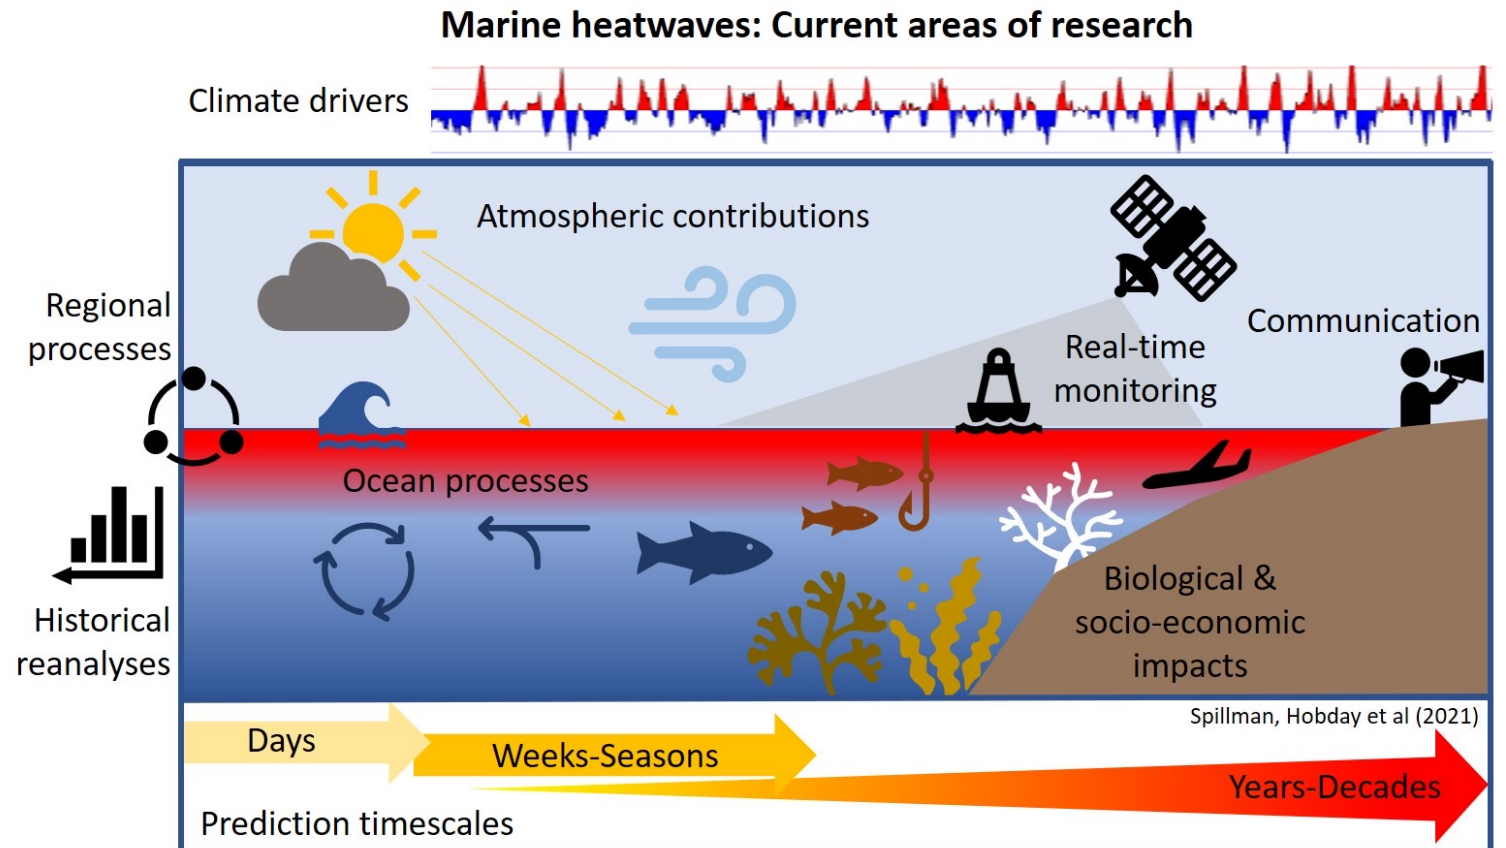 Marine heatwaves: Current areas of research
Climate drivers
Atmospheric contributions
Regional
processes
Communication
Real-time
monitoring
Ocean processes
Historical
reanalyses
Biological &
socio-economic
impacts
Spillman, Hobday et al (2021)
Days
Weeks-Seasons
Years-Decades
Prediction timescales